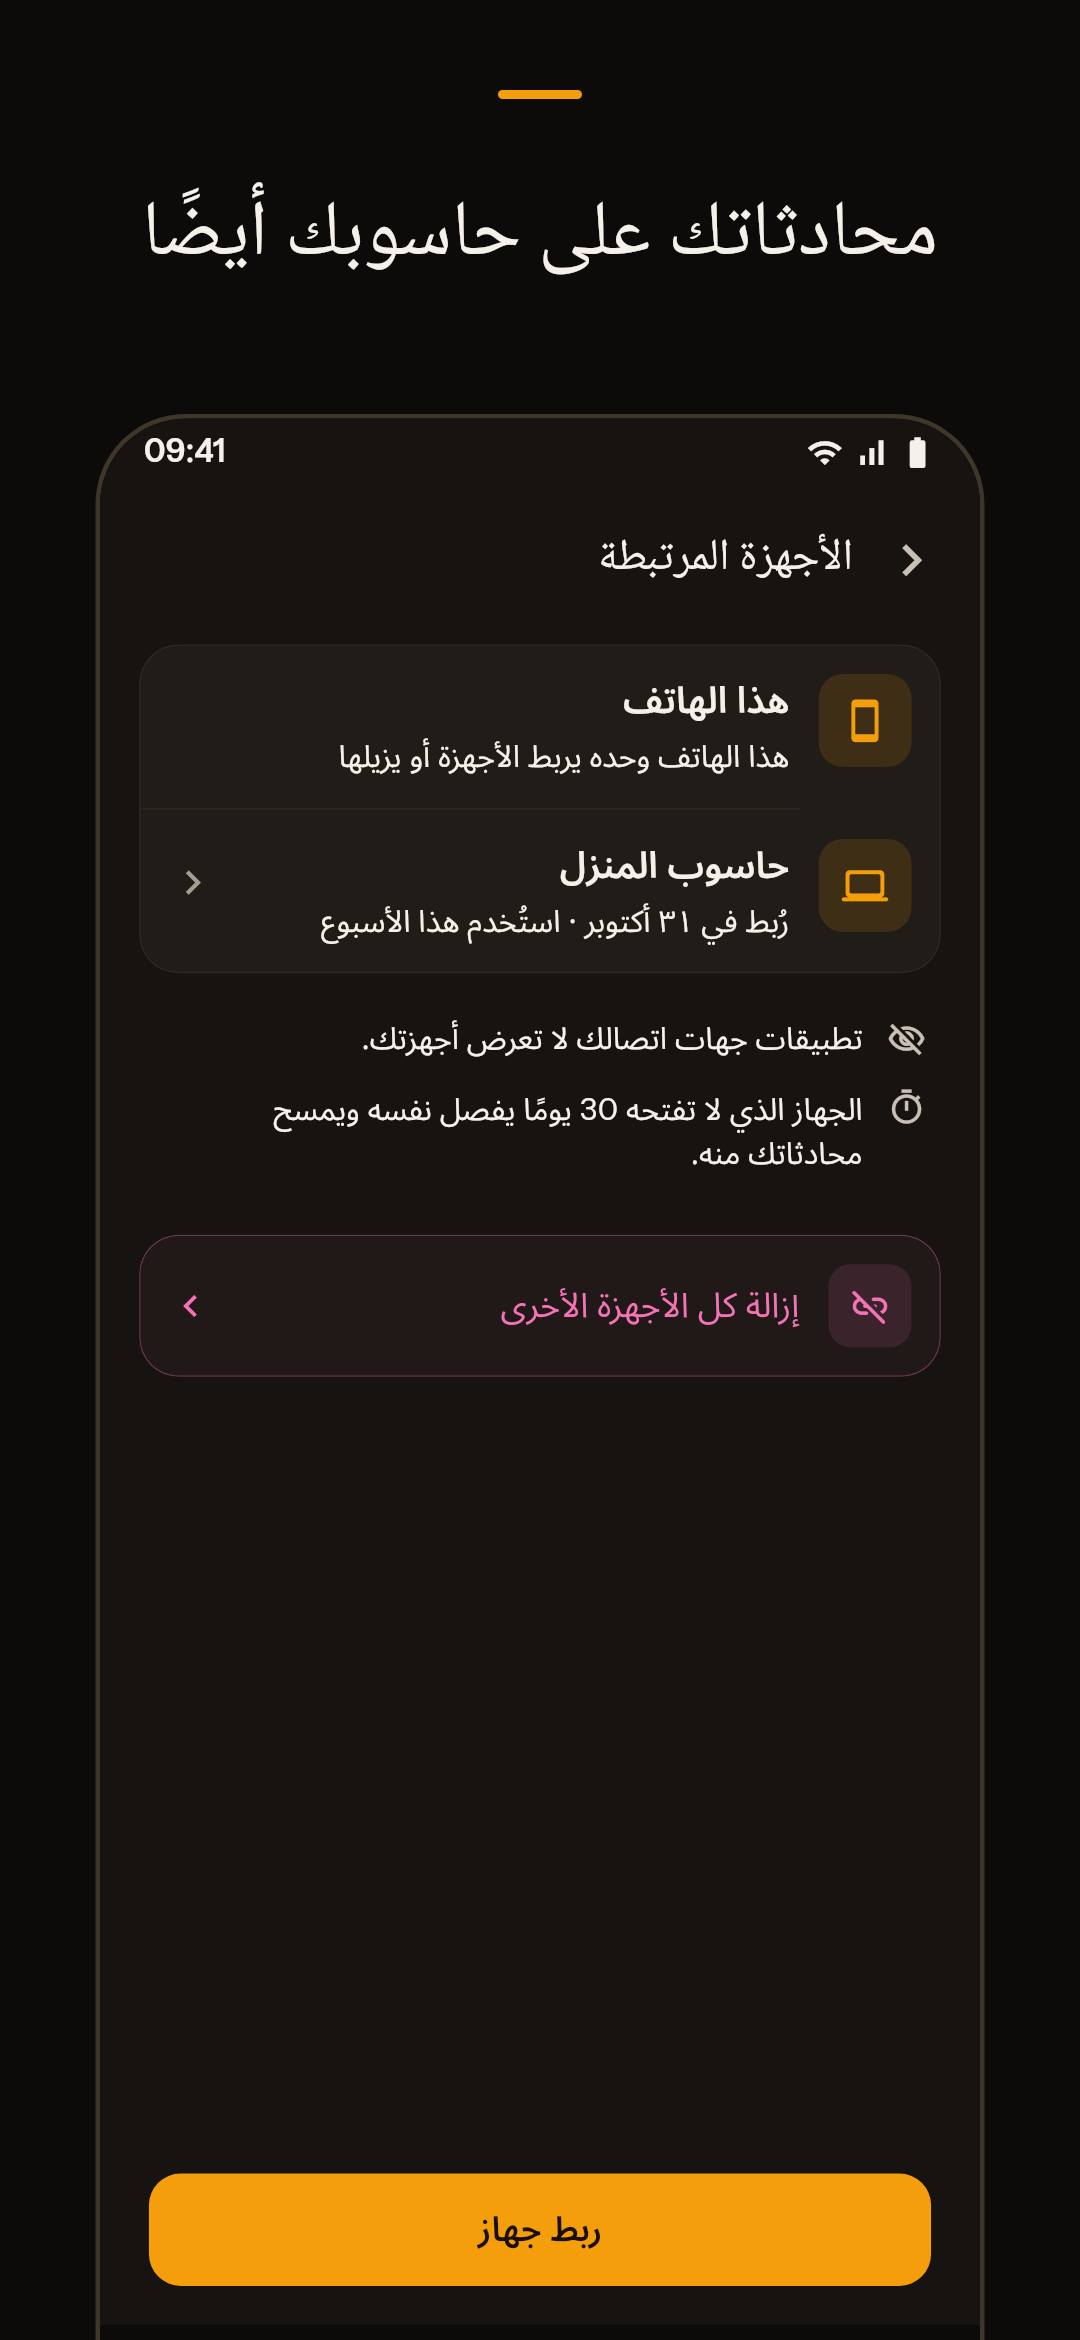 محادثاتك على حاسوبك أيضًا
09:41
الأجهزة المرتبطة
هذا الهاتف
هذا الهاتف وحده يربط الأجهزة أو يزيلها
حاسوب المنزل
رُبط في ٣١ أكتوبر · استُخدم هذا الأسبوع
تطبيقات جهات اتصالك لا تعرض أجهزتك.
الجهاز الذي لا تفتحه 30 يومًا يفصل نفسه ويمسح
محادثاتك منه.
إزالة كل الأجهزة الأخرى
ربط جهاز